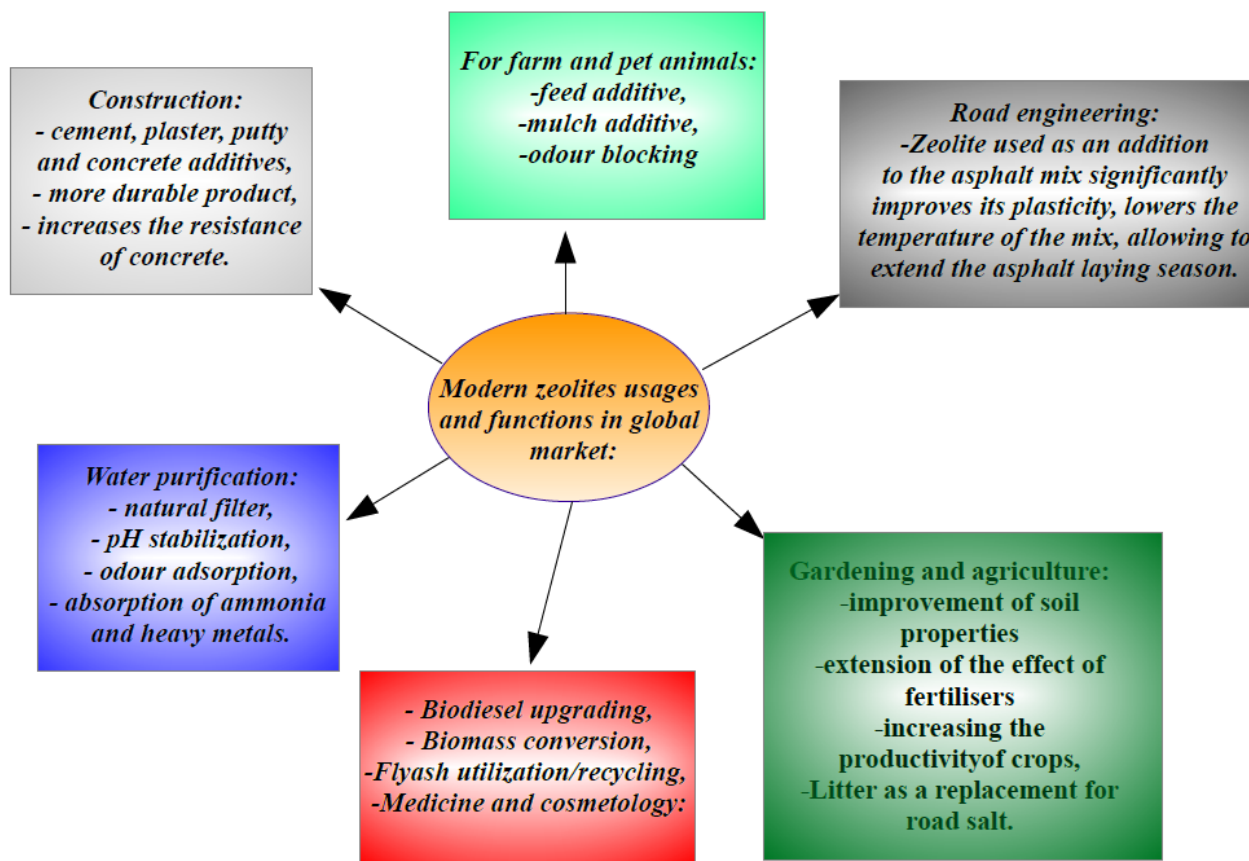 For farm and pet animals:
-feed additive,
-mulch additive,
-odour blocking
Construction:
- cement, plaster, putty
and concrete additives,
- more durable product,
- increases the resistance
of concrete.
Road engineering:
-Zeolite used as an addition
to the asphalt mix significantly
improves its plasticity, lowers the
temperature of the mix, allowing to
extend the asphalt laying season.
Modern zeolites usages
and functions in global
market:
Water purification:
- natural filter,
- pH stabilization,
- odour adsorption,
- absorption of ammonia
and heavy metals.
Gardening and agriculture:
-improvement of soil
properties
-extension of the effect of
fertilisers
-increasing the
productivityof crops,
-Litter as a replacement for
road salt.
- Biodiesel upgrading,
- Biomass conversion,
-Flyash utilization/recycling,
-Medicine and cosmetology: